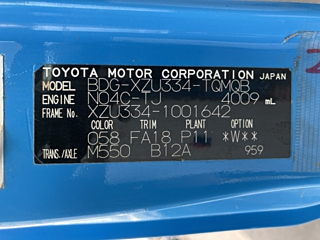 TOYOTA MOTOR CORPORATION JAPAN
MODEL BDG-XZU334-TQMQB
ENGINE N04C-TJ 4009 mL
FRAME No. XZU334-1001642
COLOR TRIM PLANT OPTION
058 FA18 P11 *W**
TRANS./AXLE M550 B12A 959